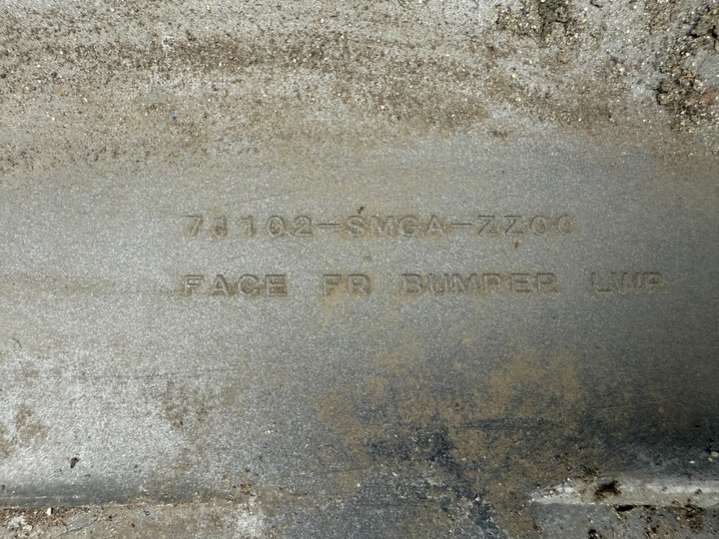 71102-SMGA-ZZ00
FACE FR BUMPER LWR